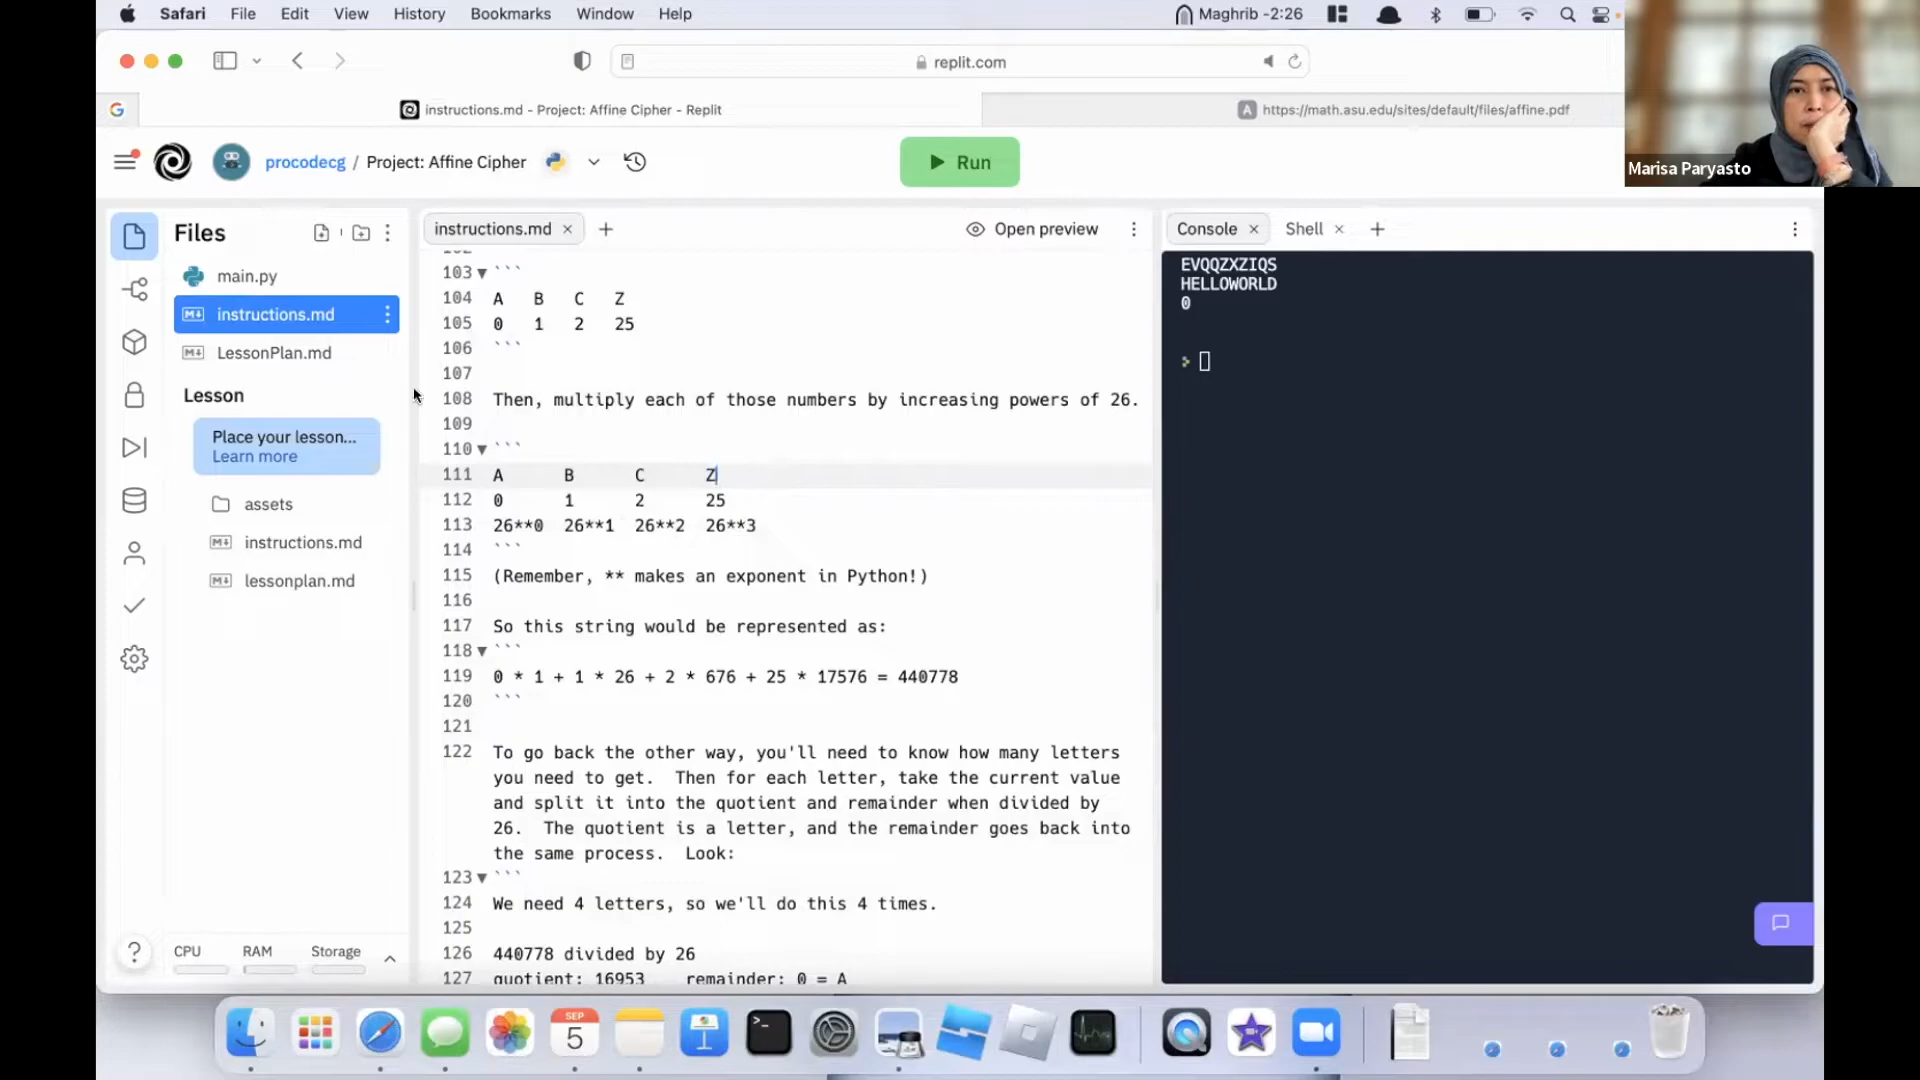 Safari File Edit View History Bookmarks Window Help Maghrib -2:26
replit.com
instructions.md - Project: Affine Cipher - Replit
https://math.asu.edu/sites/default/files/affine.pdf
Marisa Paryasto
procodecg / Project: Affine Cipher
Run
Files
main.py
instructions.md
LessonPlan.md
Lesson
Place your lesson...
Learn more
assets
instructions.md
lessonplan.md
CPU RAM Storage
instructions.md
Open preview
103 ```
104 A B C Z
105 0 1 2 25
106 ```
107
108 Then, multiply each of those numbers by increasing powers of 26.
109
110 ```
111 A B C Z
112 0 1 2 25
113 26**0 26**1 26**2 26**3
114 ```
115 (Remember, ** makes an exponent in Python!)
116
117 So this string would be represented as:
118 ```
119 0 * 1 + 1 * 26 + 2 * 676 + 25 * 17576 = 440778
120 ```
121
122 To go back the other way, you'll need to know how many letters
you need to get. Then for each letter, take the current value
and split it into the quotient and remainder when divided by
26. The quotient is a letter, and the remainder goes back into
the same process. Look:
123 ```
124 We need 4 letters, so we'll do this 4 times.
125
126 440778 divided by 26
127 quotient: 16953 remainder: 0 = A
Console Shell
EVQQZXZIQS
HELLOWORLD
0
SEP
5